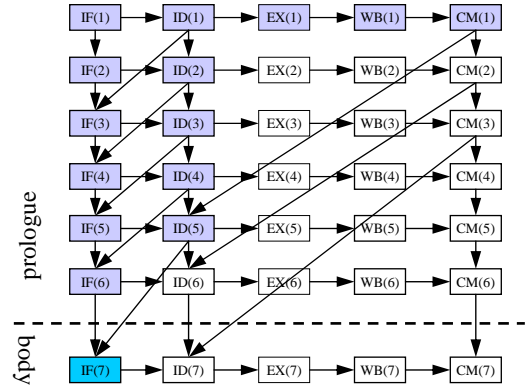 IF(1) ID(1) EX(1) WB(1) CM(1)
IF(2) ID(2) EX(2) WB(2) CM(2)
IF(3) ID(3) EX(3) WB(3) CM(3)
IF(4) ID(4) EX(4) WB(4) CM(4)
IF(5) ID(5) EX(5) WB(5) CM(5)
IF(6) ID(6) EX(6) WB(6) CM(6)
prologue
IF(7) ID(7) EX(7) WB(7) CM(7)
body